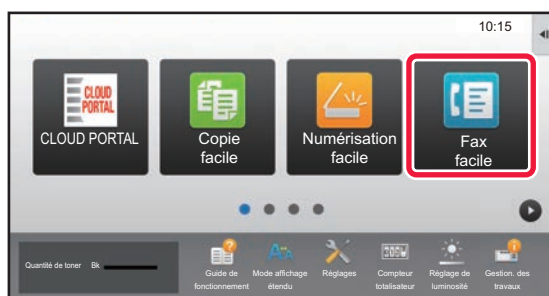 10:15
CLOUD
PORTAL
CLOUD PORTAL
Copie
facile
Numérisation
facile
Fax
facile
Quantité de toner Bk
Guide de
fonctionnement
Mode affichage
étendu
Réglages
Compteur
totalisateur
Réglage de
luminosité
Gestion. des
travaux